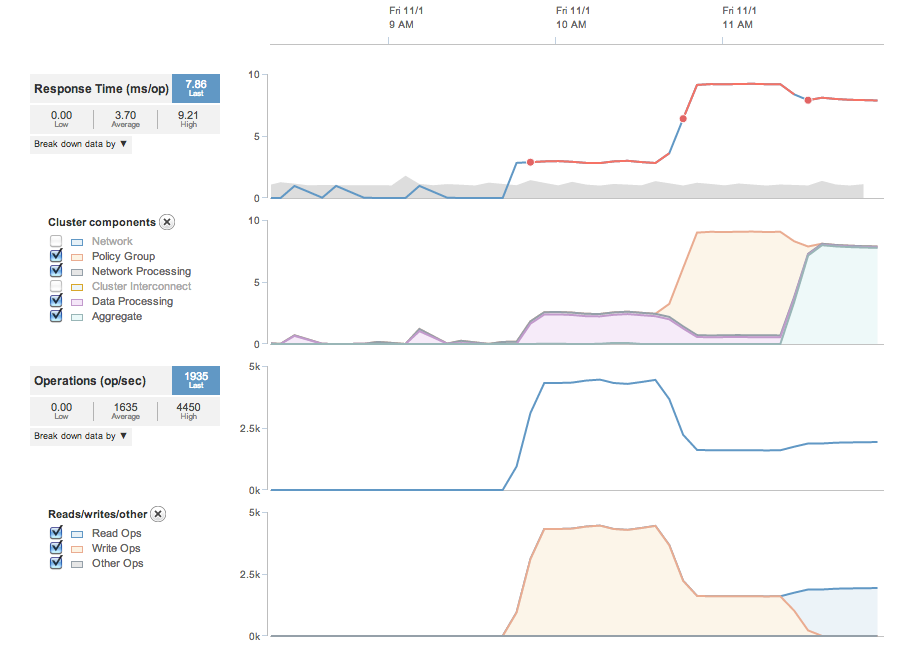 Fri 11/1 Fri 11/1 Fri 11/1
9 AM 10 AM 11 AM
Response Time (ms/op) 7.86
Last
0.00 3.70 9.21
Low Average High
Break down data by ▼
10
5
0
Cluster components
Network
Policy Group
Network Processing
Cluster Interconnect
Data Processing
Aggregate
10
5
0
Operations (op/sec) 1935
Last
0.00 1635 4450
Low Average High
Break down data by ▼
5k
2.5k
0k
Reads/writes/other
Read Ops
Write Ops
Other Ops
5k
2.5k
0k